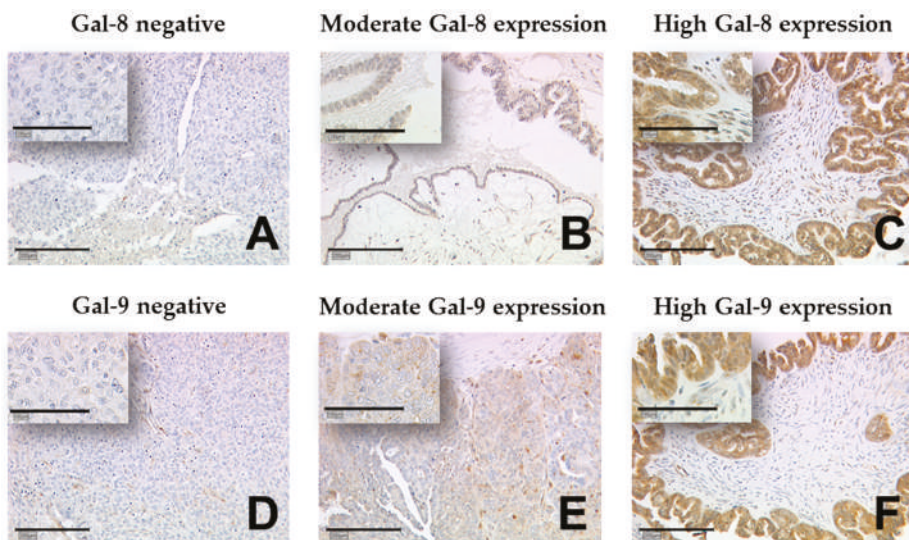 Gal-8 negative
Moderate Gal-8 expression
High Gal-8 expression
A
B
C
Gal-9 negative
Moderate Gal-9 expression
High Gal-9 expression
D
E
F